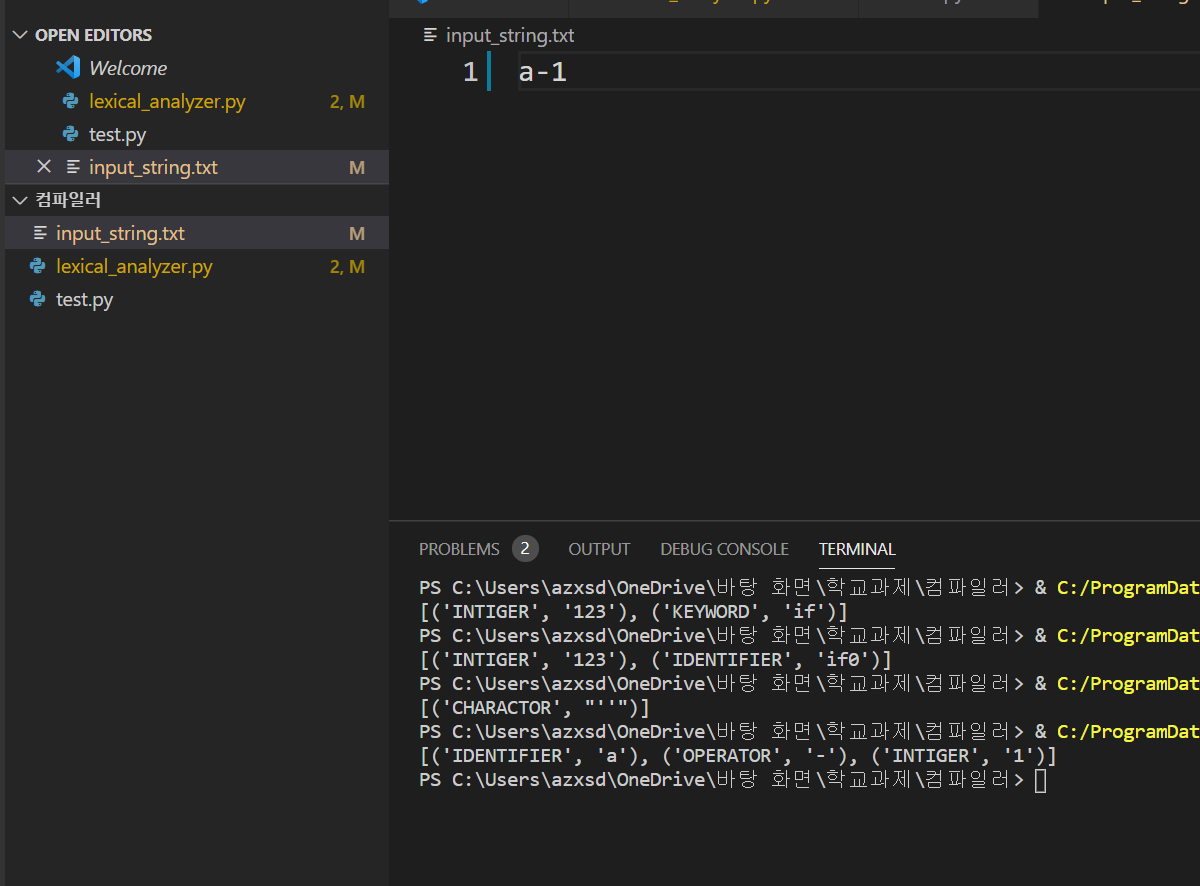 OPEN EDITORS
Welcome
lexical_analyzer.py 2, M
test.py
input_string.txt M
컴파일러
input_string.txt M
lexical_analyzer.py 2, M
test.py
input_string.txt
1 a-1
PROBLEMS 2 OUTPUT DEBUG CONSOLE TERMINAL
PS C:\Users\azxsd\OneDrive\바탕 화면\학교과제\컴파일러> & C:/ProgramDat
[('INTIGER', '123'), ('KEYWORD', 'if')]
PS C:\Users\azxsd\OneDrive\바탕 화면\학교과제\컴파일러> & C:/ProgramDat
[('INTIGER', '123'), ('IDENTIFIER', 'if0')]
PS C:\Users\azxsd\OneDrive\바탕 화면\학교과제\컴파일러> & C:/ProgramDat
[('CHARACTOR', "''")]
PS C:\Users\azxsd\OneDrive\바탕 화면\학교과제\컴파일러> & C:/ProgramDat
[('IDENTIFIER', 'a'), ('OPERATOR', '-'), ('INTIGER', '1')]
PS C:\Users\azxsd\OneDrive\바탕 화면\학교과제\컴파일러>